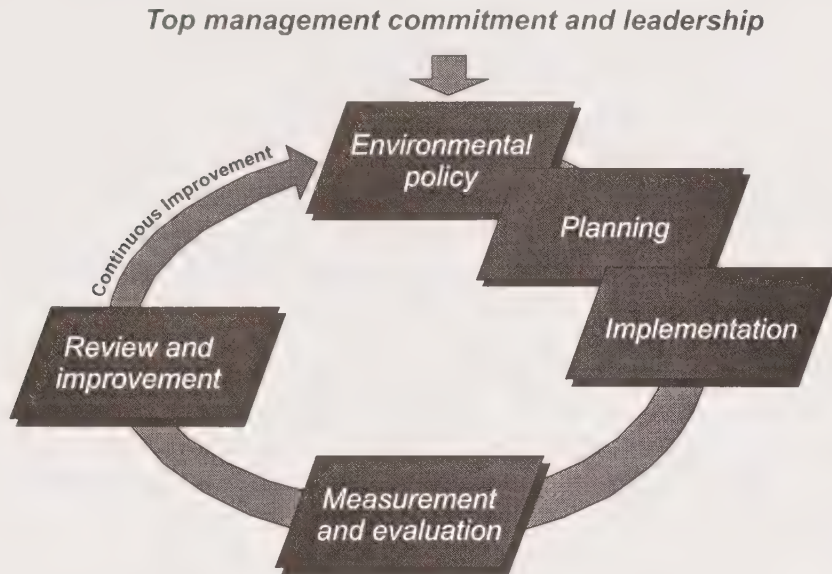 Top management commitment and leadership
Environmental
policy
Continuous Improvement
Planning
Implementation
Review and
improvement
Measurement
and evaluation